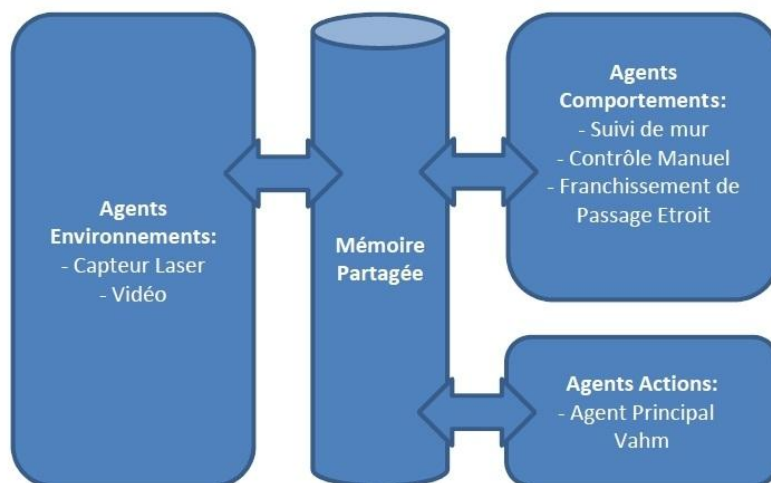 Agents
Environnements:
- Capteur Laser
- Vidéo
Mémoire
Partagée
Agents
Comportements:
- Suivi de mur
- Contrôle Manuel
- Franchissement de
Passage Etroit
Agents Actions:
- Agent Principal
Vahm